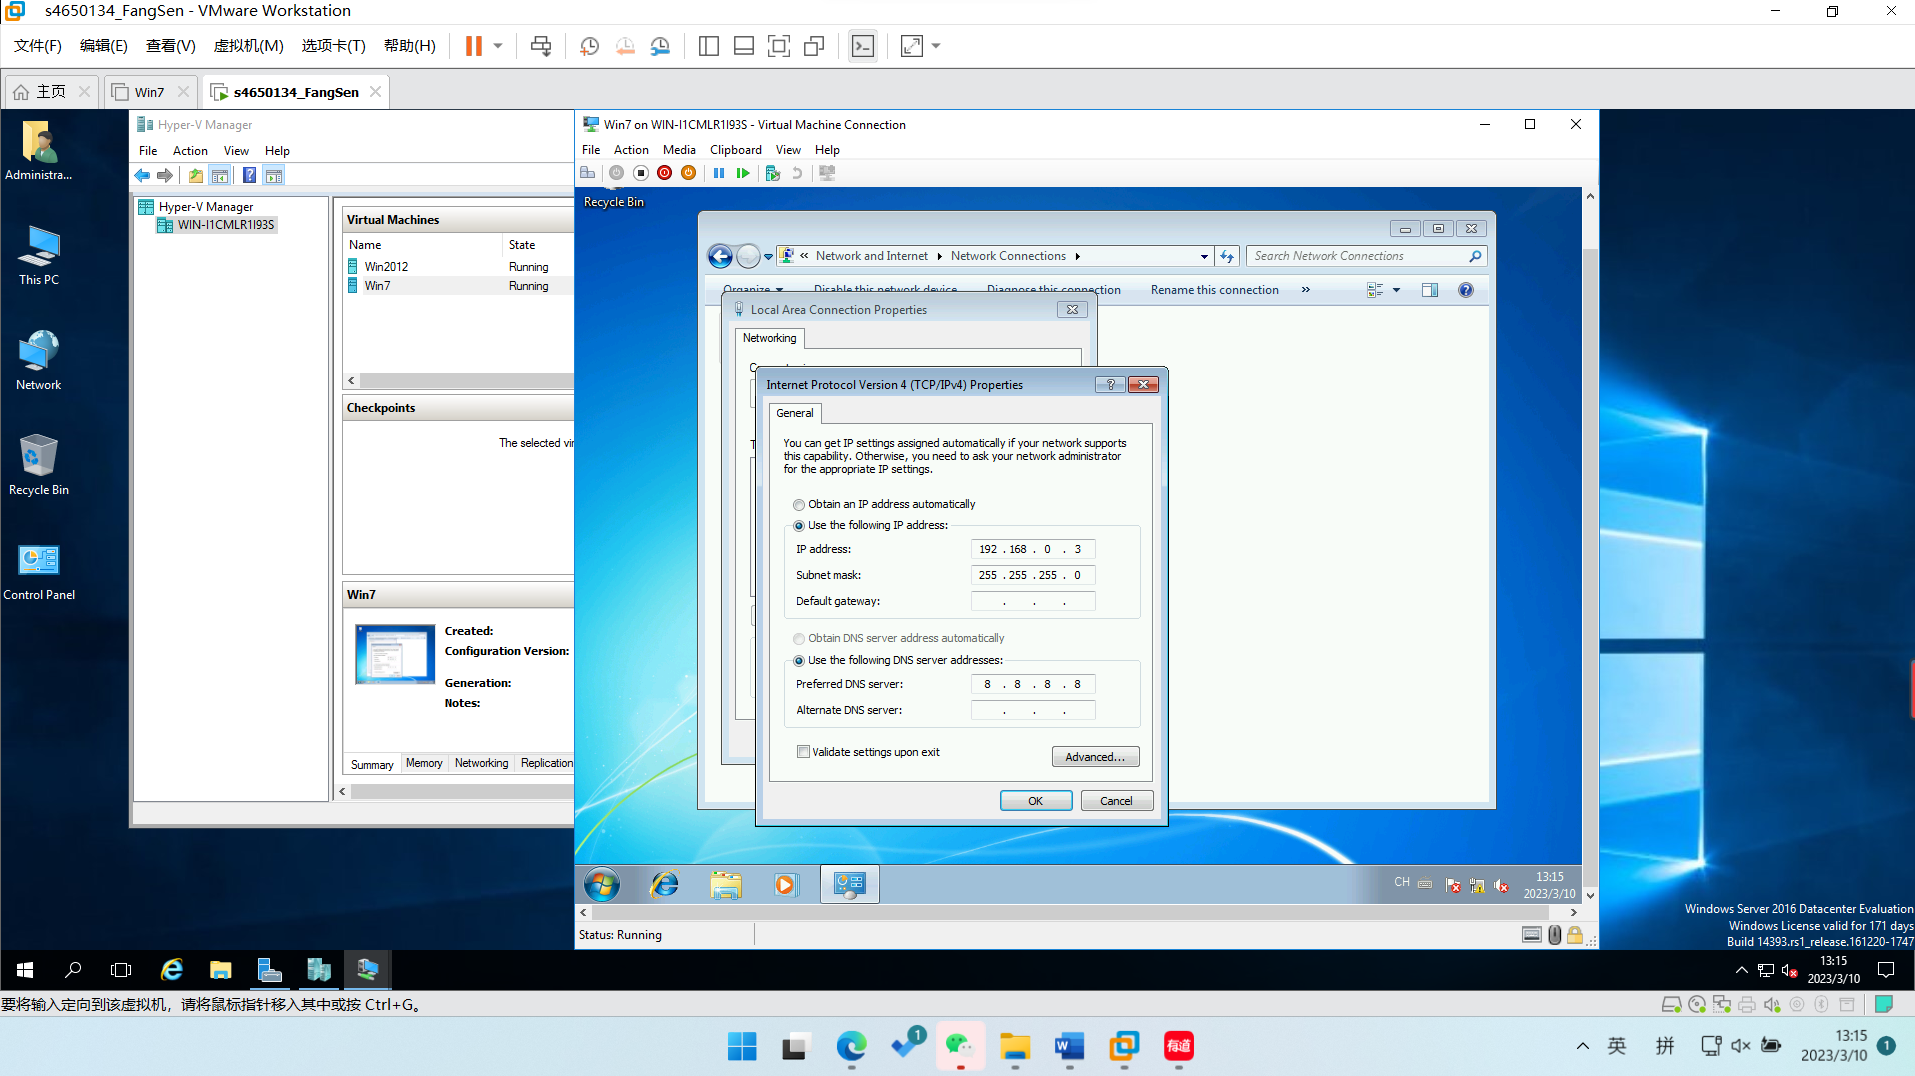 s4650134_FangSen - VMware Workstation
文件(F) 编辑(E) 查看(V) 虚拟机(M) 选项卡(T) 帮助(H)
主页 Win7 s4650134_FangSen
Administra...
This PC
Network
Recycle Bin
Control Panel
Hyper-V Manager
File Action View Help
Hyper-V Manager
WIN-I1CMLR1I93S
Virtual Machines
Name State
Win2012 Running
Win7 Running
Checkpoints
The selected vir
Win7
Created:
Configuration Version:
Generation:
Notes:
Summary Memory Networking Replication
Win7 on WIN-I1CMLR1I93S - Virtual Machine Connection
File Action Media Clipboard View Help
Recycle Bin
« Network and Internet Network Connections Search Network Connections
Organize Disable this network device Diagnose this connection Rename this connection »
Local Area Connection Properties
Networking
Internet Protocol Version 4 (TCP/IPv4) Properties
General
You can get IP settings assigned automatically if your network supports
this capability. Otherwise, you need to ask your network administrator
for the appropriate IP settings.
Obtain an IP address automatically
Use the following IP address:
IP address: 192 . 168 . 0 . 3
Subnet mask: 255 . 255 . 255 . 0
Default gateway: . . .
Obtain DNS server address automatically
Use the following DNS server addresses:
Preferred DNS server: 8 . 8 . 8 . 8
Alternate DNS server: . . .
Validate settings upon exit
Advanced...
OK Cancel
CH
13:15
2023/3/10
Status: Running
Windows Server 2016 Datacenter Evaluation
Windows License valid for 171 days
Build 14393.rs1_release.161220-1747
13:15
2023/3/10
要将输入定向到该虚拟机，请将鼠标指针移入其中或按 Ctrl+G。
1
W
有道
英 拼
13:15
2023/3/10
1